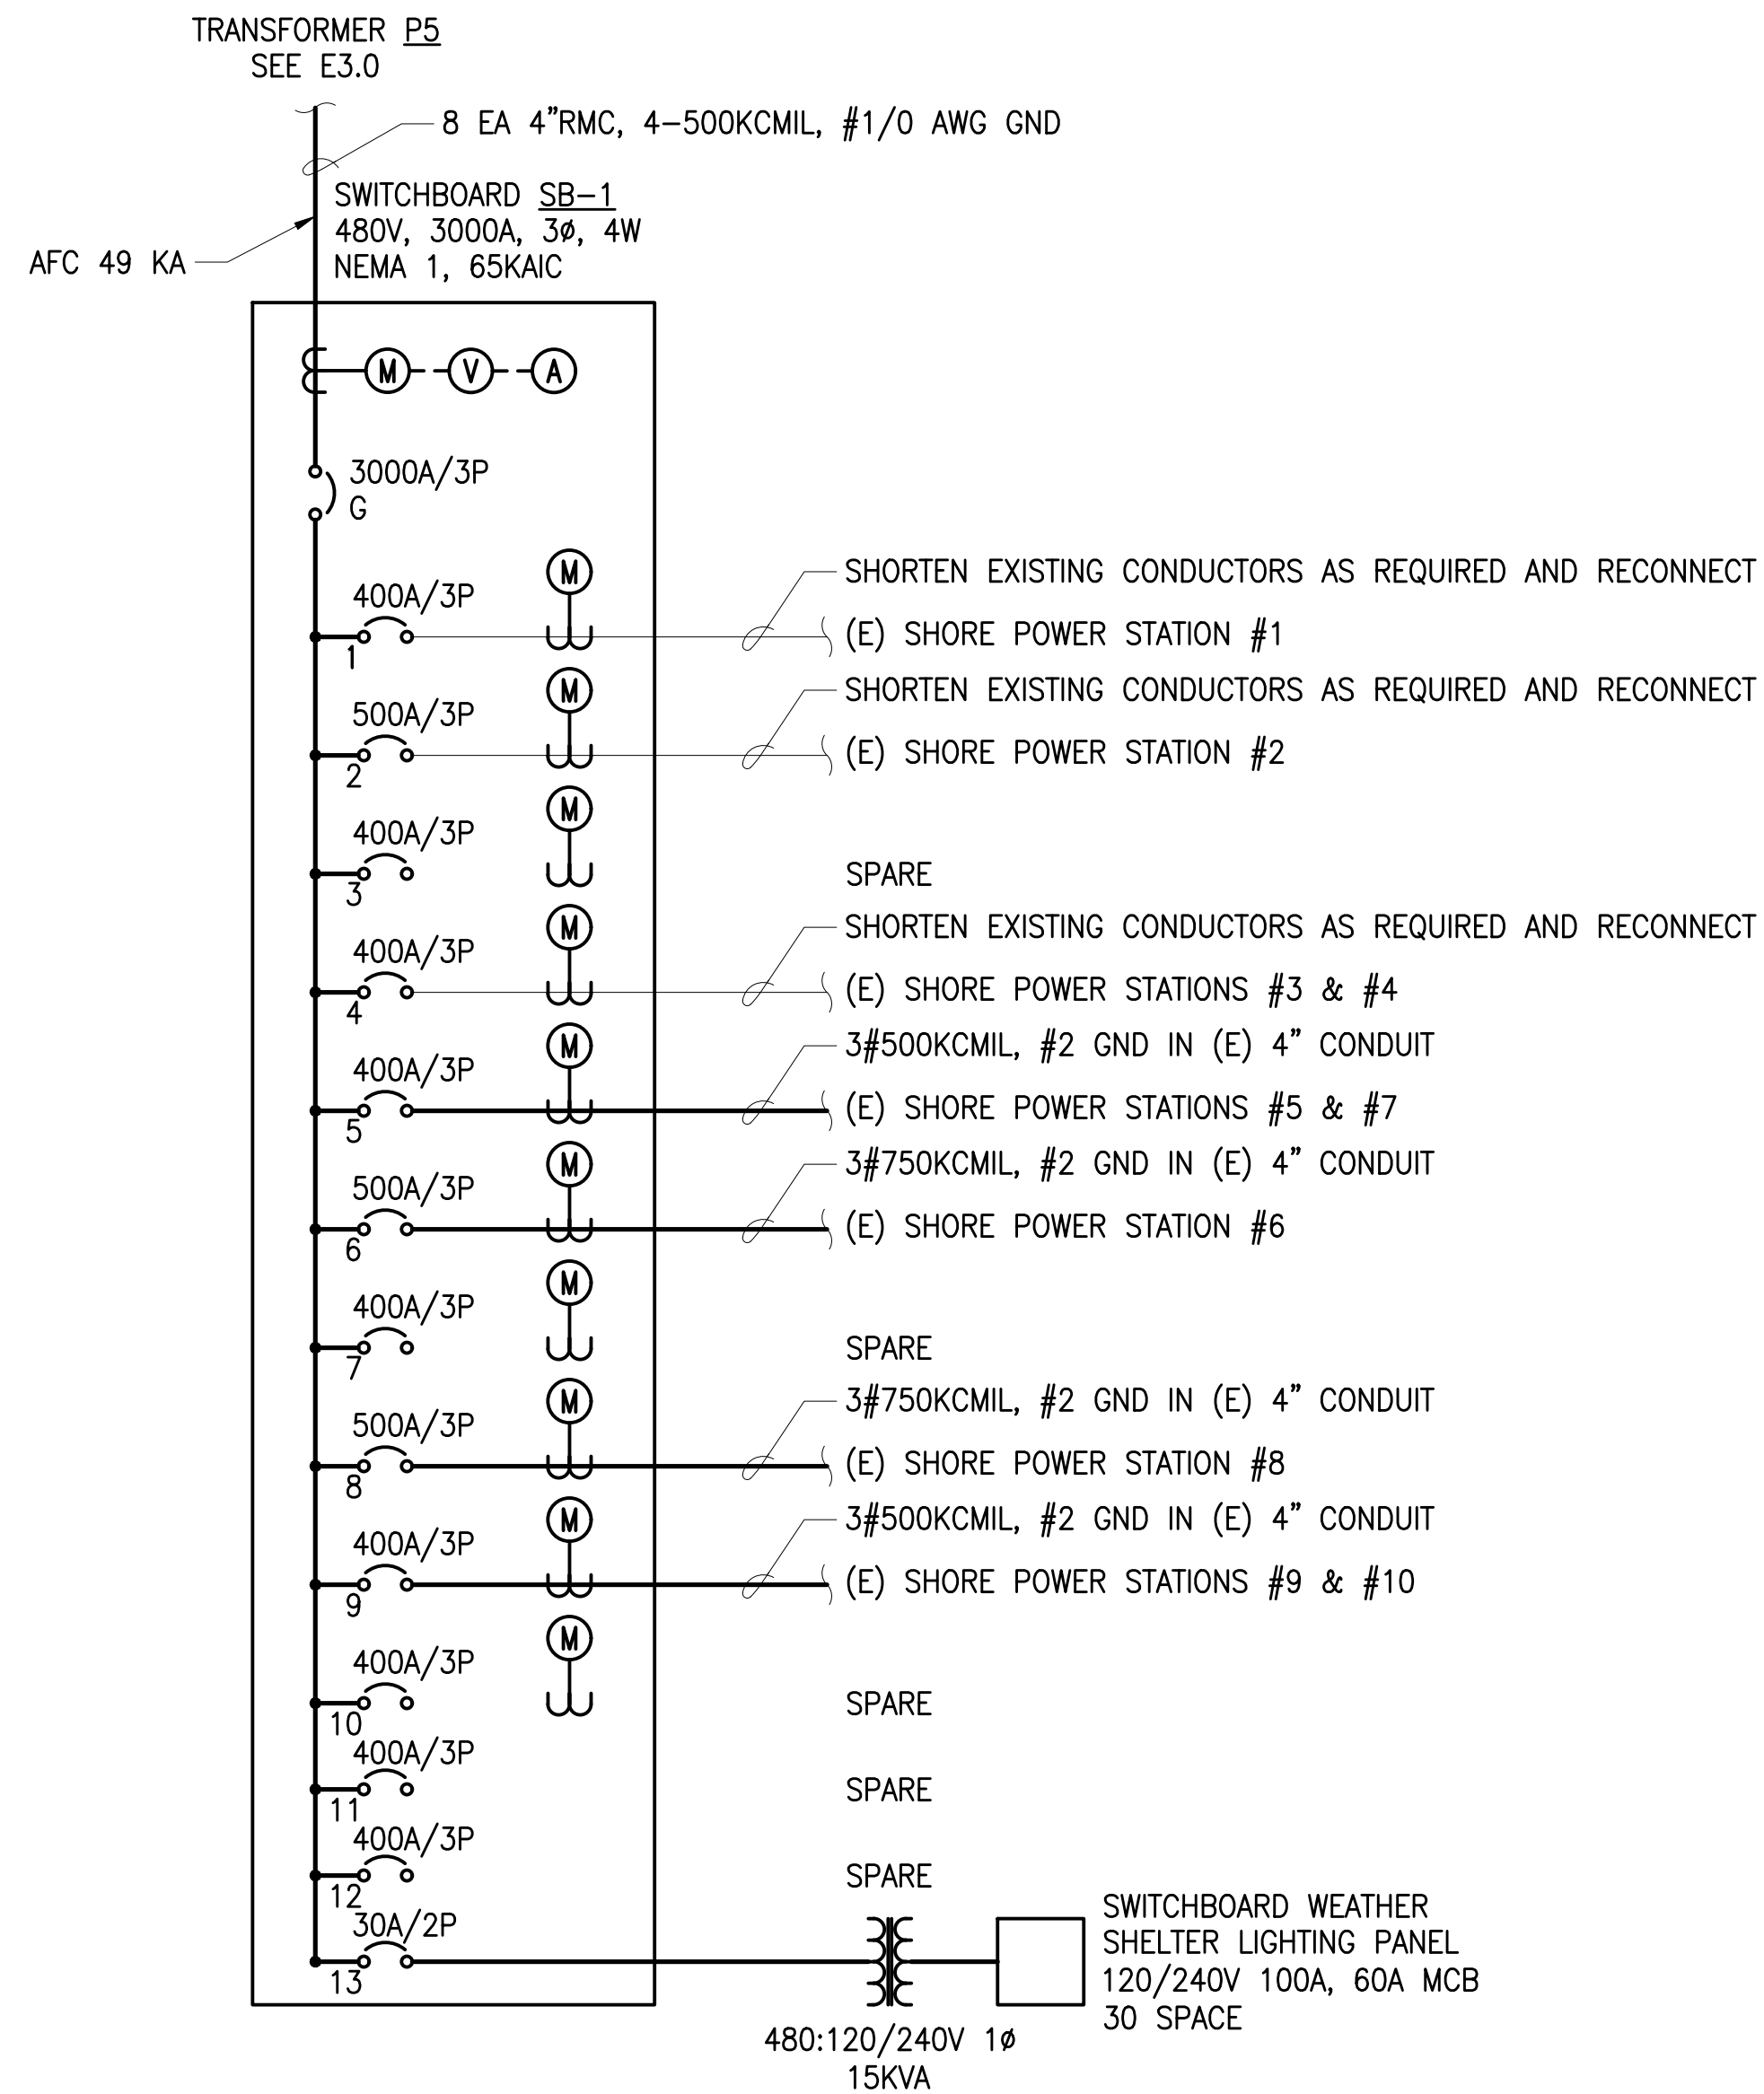 TRANSFORMER P5
SEE E3.0
8 EA 4"RMC, 4-500KCMIL, #1/0 AWG GND
SWITCHBOARD SB-1
480V, 3000A, 3ø, 4W
NEMA 1, 65KAIC
AFC 49 KA
M V A
3000A/3P
G
M
SHORTEN EXISTING CONDUCTORS AS REQUIRED AND RECONNECT
400A/3P
(E) SHORE POWER STATION #1
1
M
SHORTEN EXISTING CONDUCTORS AS REQUIRED AND RECONNECT
500A/3P
(E) SHORE POWER STATION #2
2
M
400A/3P
SPARE
3
M
SHORTEN EXISTING CONDUCTORS AS REQUIRED AND RECONNECT
400A/3P
(E) SHORE POWER STATIONS #3 & #4
4
M
3#500KCMIL, #2 GND IN (E) 4" CONDUIT
400A/3P
(E) SHORE POWER STATIONS #5 & #7
5
M
3#750KCMIL, #2 GND IN (E) 4" CONDUIT
500A/3P
(E) SHORE POWER STATION #6
6
M
400A/3P
SPARE
7
M
3#750KCMIL, #2 GND IN (E) 4" CONDUIT
500A/3P
(E) SHORE POWER STATION #8
8
M
3#500KCMIL, #2 GND IN (E) 4" CONDUIT
400A/3P
(E) SHORE POWER STATIONS #9 & #10
9
M
400A/3P
SPARE
10
400A/3P
SPARE
11
400A/3P
SPARE
12
30A/2P
13
SWITCHBOARD WEATHER
SHELTER LIGHTING PANEL
120/240V 100A, 60A MCB
30 SPACE
480:120/240V 1ø
15KVA